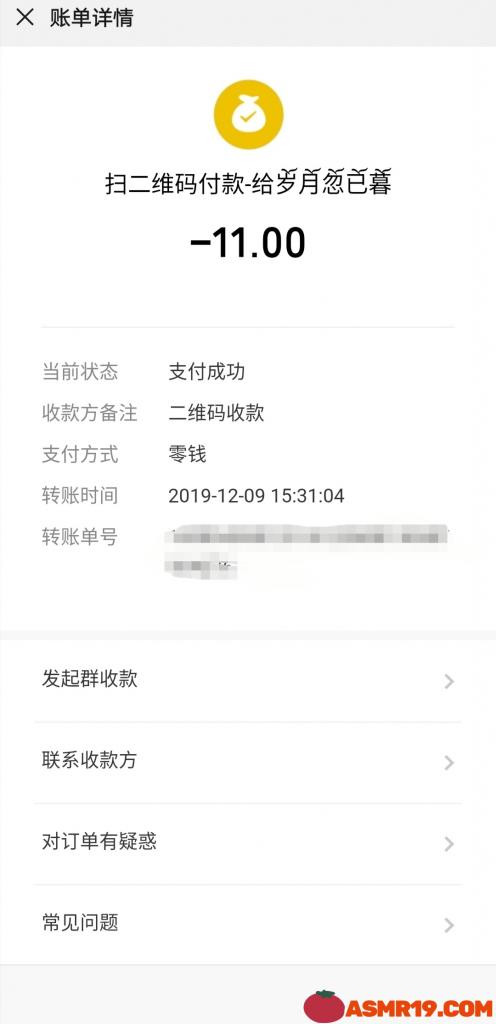 账单详情
扫二维码付款-给岁月忽已暮
-11.00
当前状态 支付成功
收款方备注 二维码收款
支付方式 零钱
转账时间 2019-12-09 15:31:04
转账单号
发起群收款
联系收款方
对订单有疑惑
常见问题
ASMR19.COM